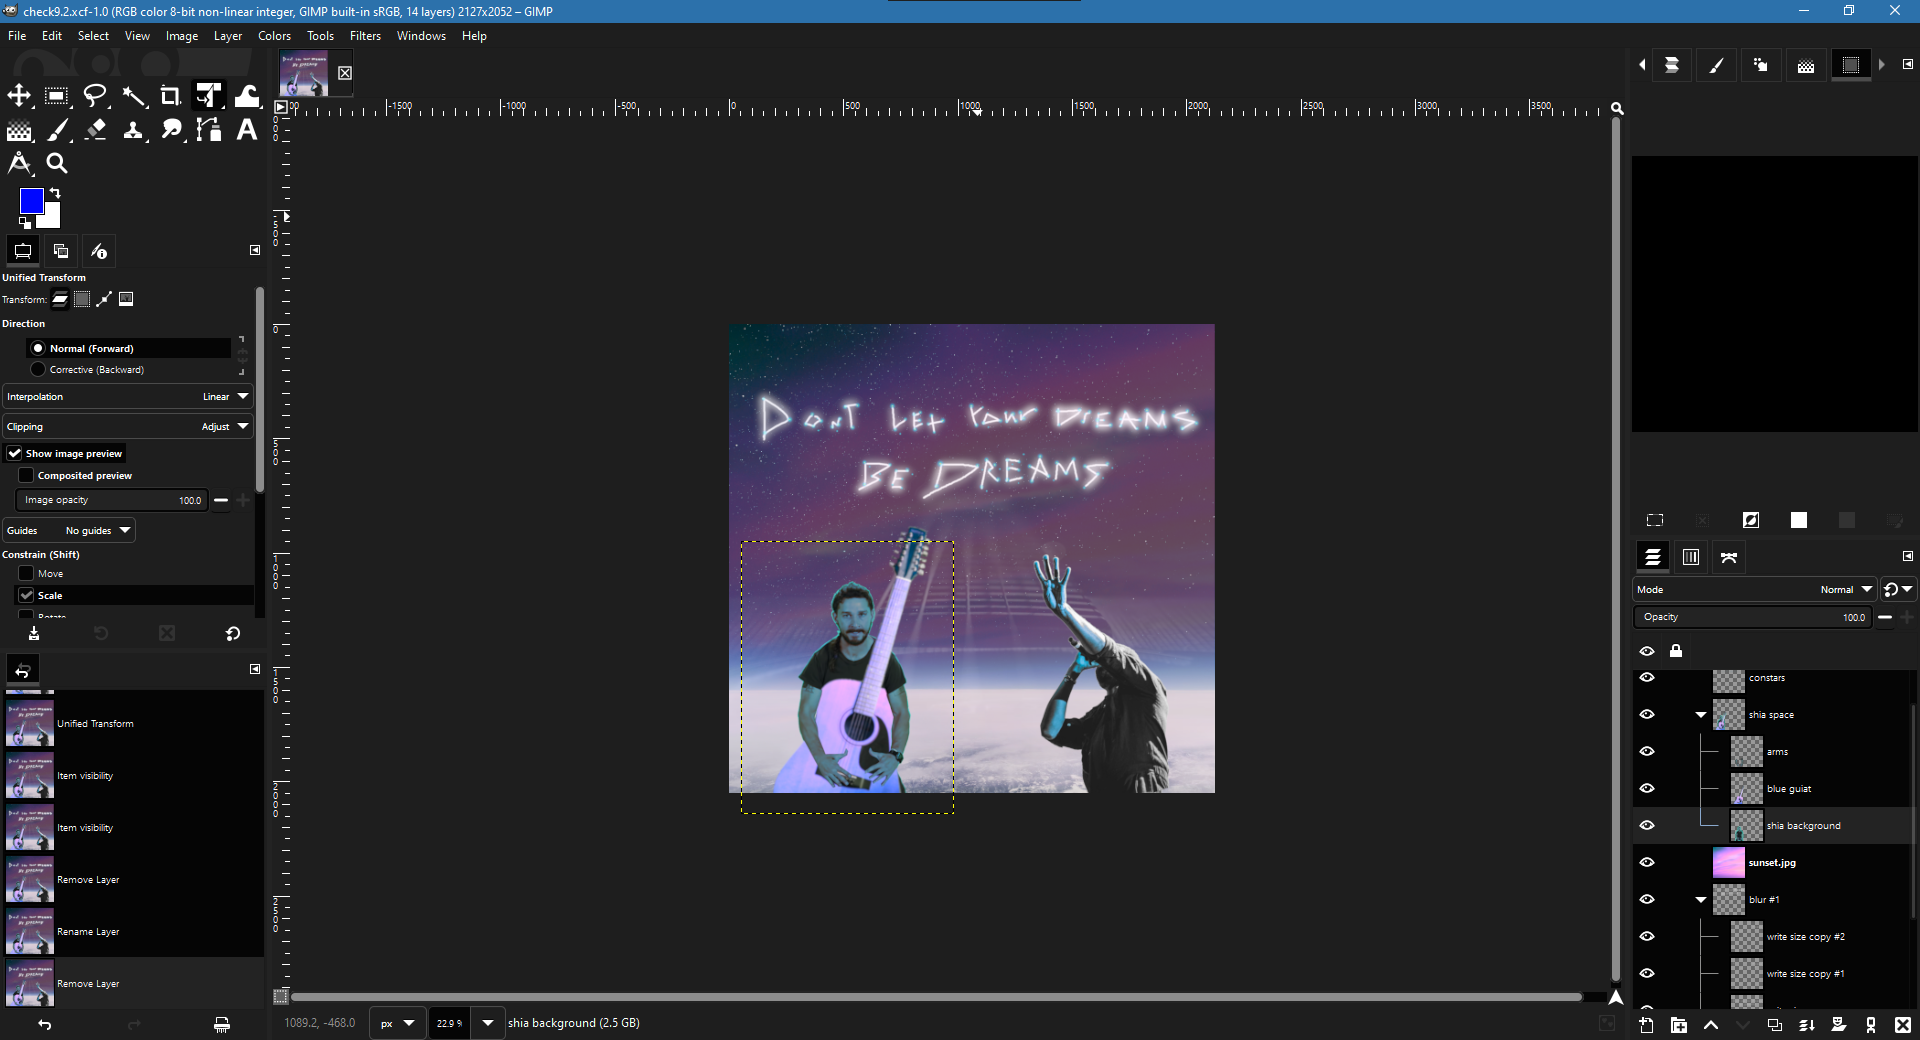 check9.2.xcf-1.0 (RGB color 8-bit non-linear integer, GIMP built-in sRGB, 14 layers) 2127x2052 – GIMP
File Edit Select View Image Layer Colors Tools Filters Windows Help
-1500 -1000 -500 0 500 1000 1500 2000 2500 3000 3500
Unified Transform
Transform:
Direction
Normal (Forward)
Corrective (Backward)
Interpolation Linear
Clipping Adjust
Show image preview
Composited preview
Image opacity 100.0
Guides No guides
Constrain (Shift)
Move
Scale
Rotate
Unified Transform
Item visibility
Item visibility
Remove Layer
Rename Layer
Remove Layer
DONT LET Your DREAMS
BE DREAMS
1089.2, -468.0 px 22.9 % shia background (2.5 GB)
Mode Normal
Opacity 100.0
constars
shia space
arms
blue guiat
shia background
sunset.jpg
blur #1
write size copy #2
write size copy #1